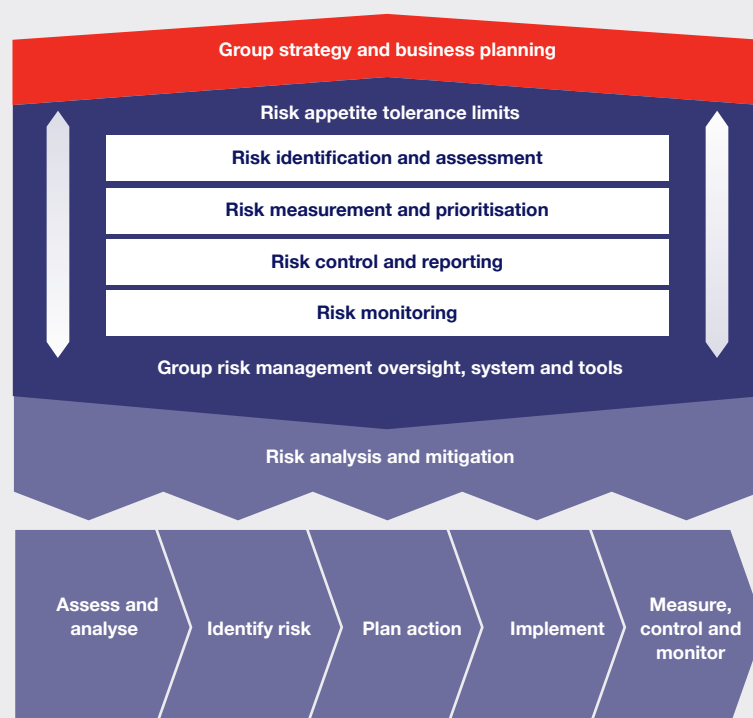 Group strategy and business planning
Risk appetite tolerance limits
Risk identification and assessment
Risk measurement and prioritisation
Risk control and reporting
Risk monitoring
Group risk management oversight, system and tools
Risk analysis and mitigation
Assess and
analyse
Identify risk
Plan action
Implement
Measure,
control and
monitor